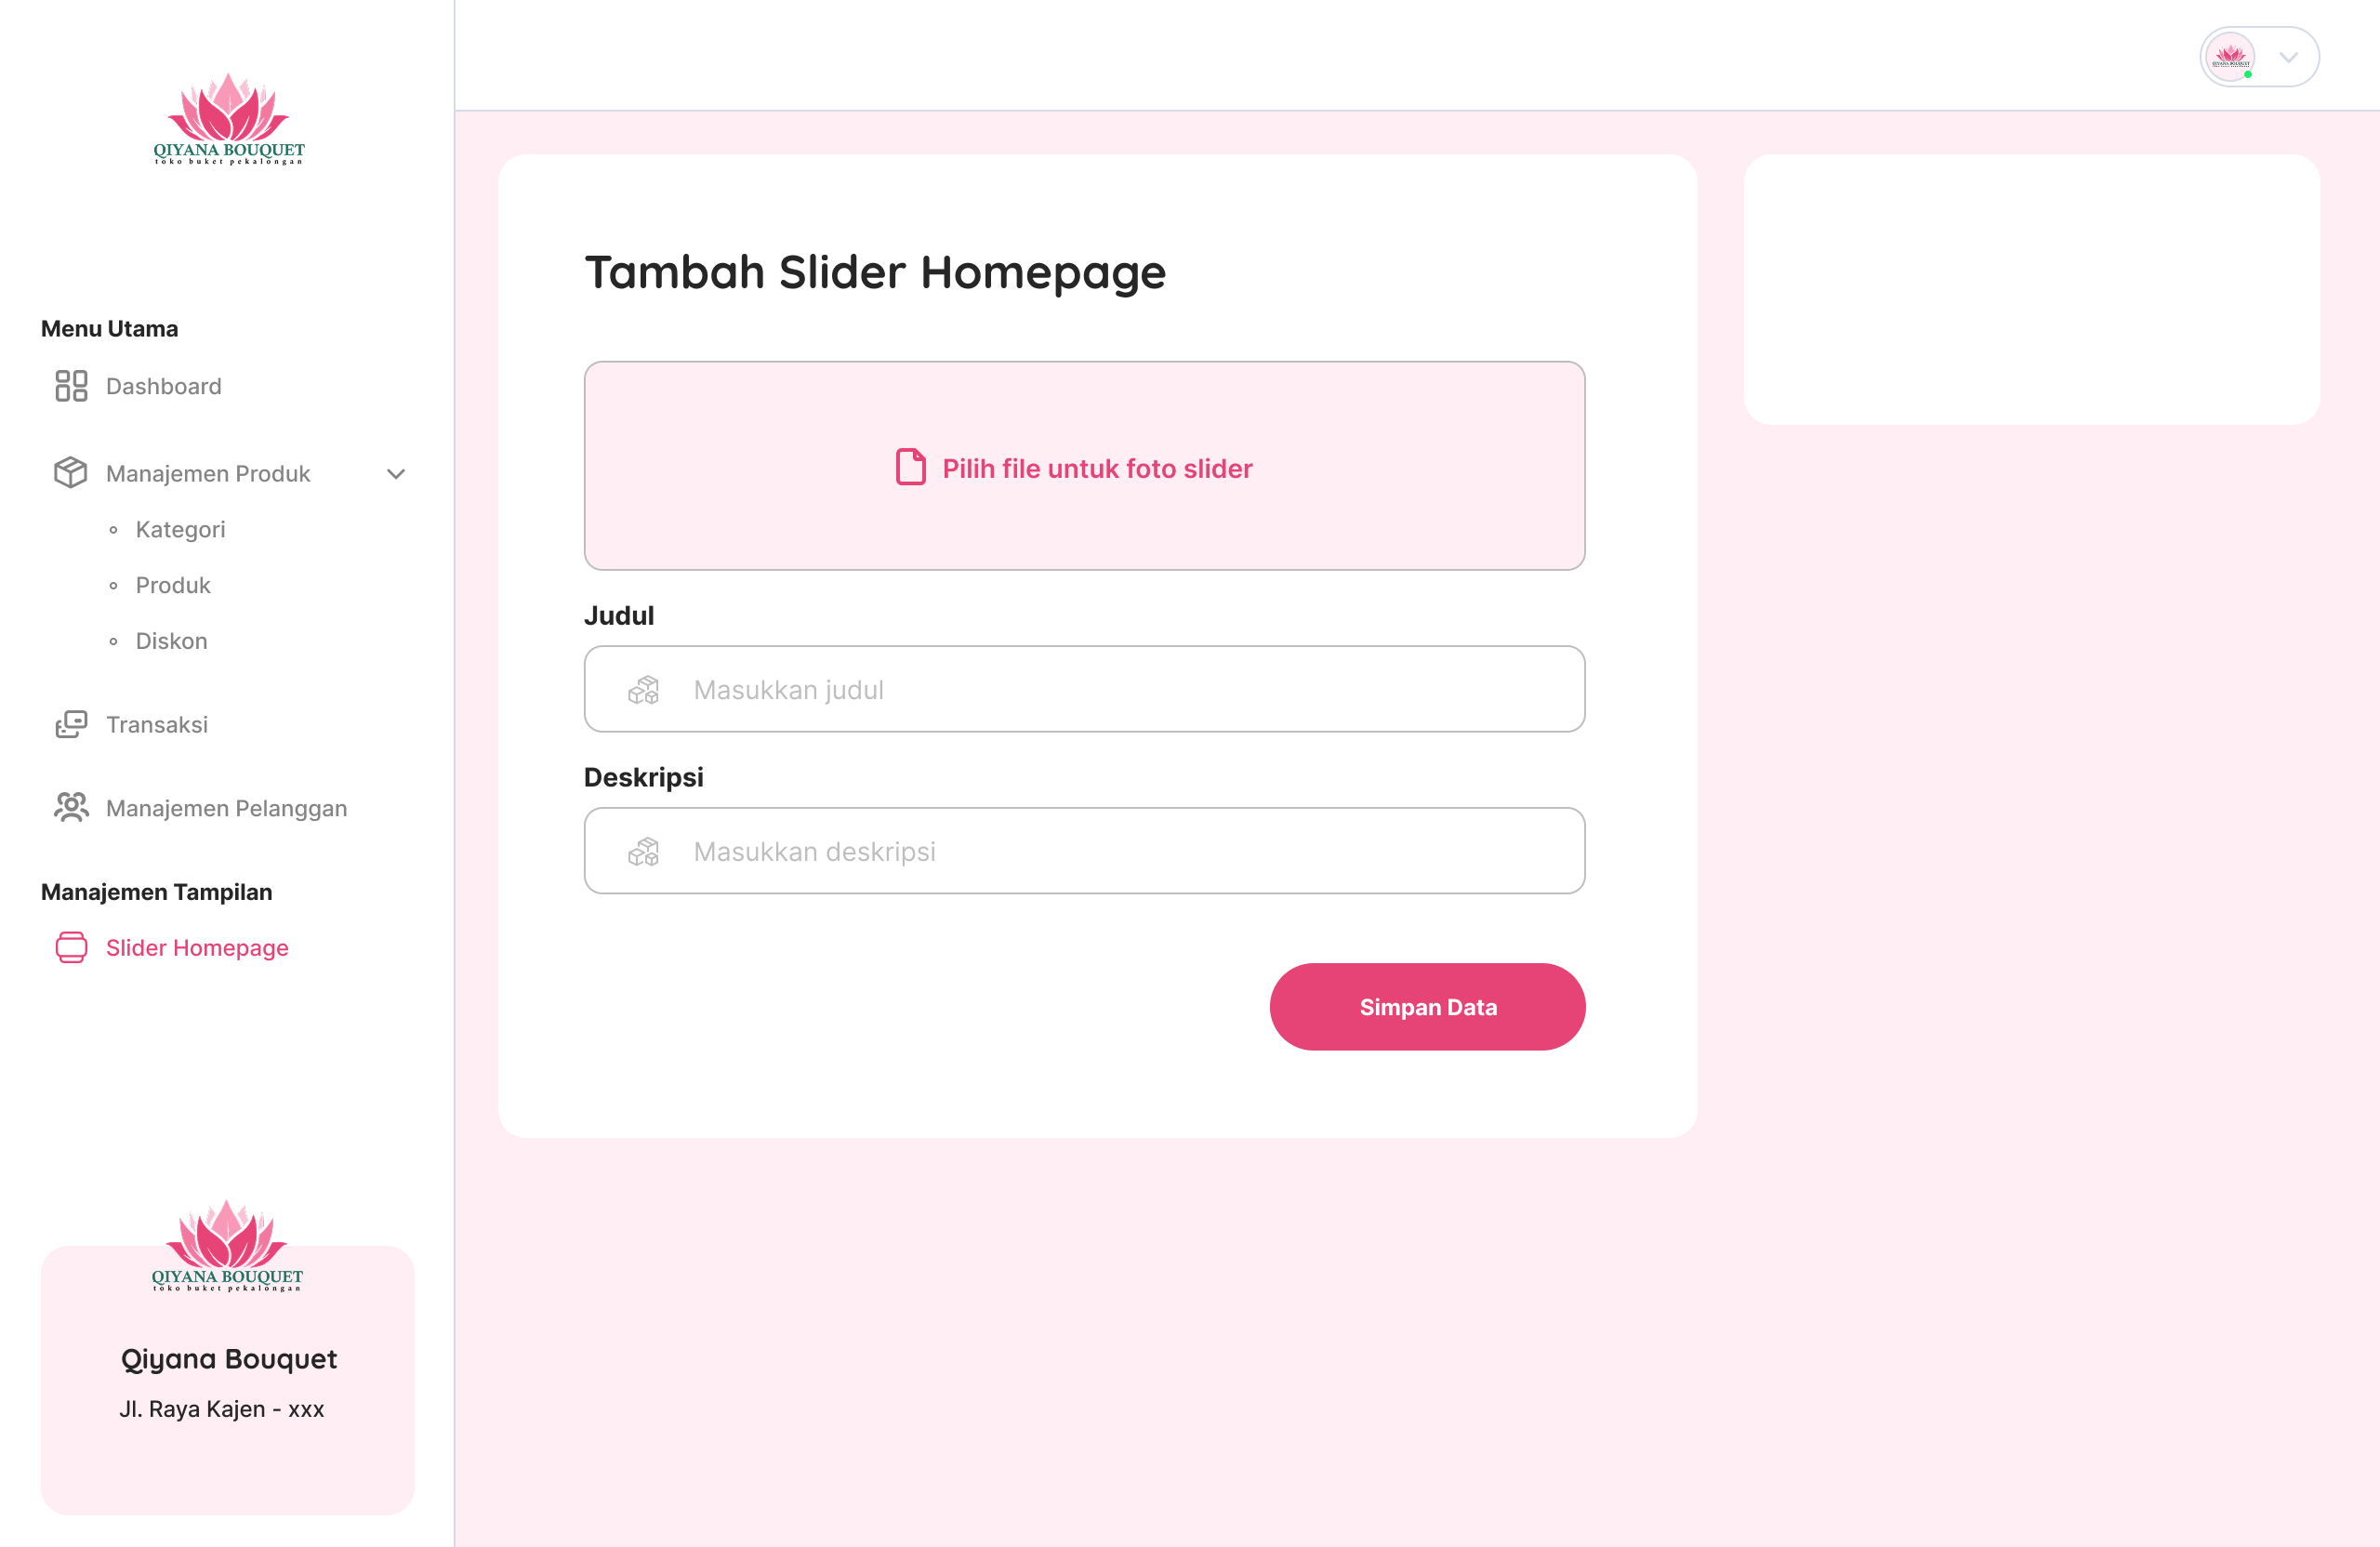 QIYANA BOUQUET
toko buket pekalongan
Menu Utama
Dashboard
Manajemen Produk
Kategori
Produk
Diskon
Transaksi
Manajemen Pelanggan
Manajemen Tampilan
Slider Homepage
QIYANA BOUQUET
toko buket pekalongan
Qiyana Bouquet
Jl. Raya Kajen - xxx
QIYANA BOUQUET
Tambah Slider Homepage
Pilih file untuk foto slider
Judul
Masukkan judul
Deskripsi
Masukkan deskripsi
Simpan Data